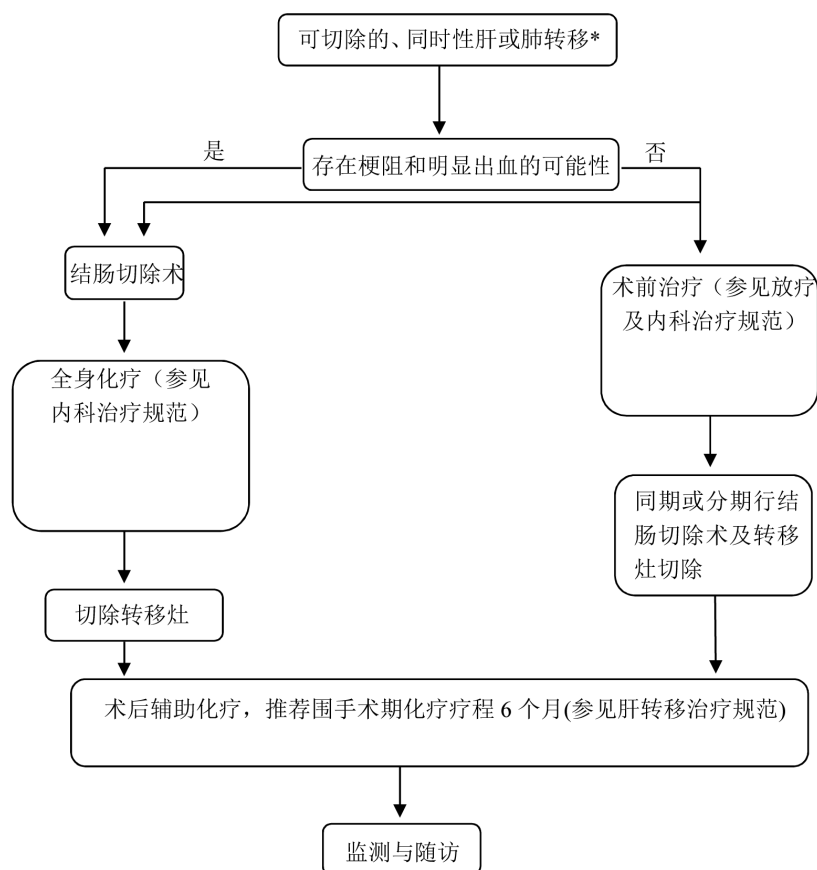 可切除的、同时性肝或肺转移*
是
存在梗阻和明显出血的可能性
否
结肠切除术
术前治疗（参见放疗
及内科治疗规范）
全身化疗（参见
内科治疗规范）
同期或分期行结
肠切除术及转移
灶切除
切除转移灶
术后辅助化疗，推荐围手术期化疗疗程 6 个月(参见肝转移治疗规范)
监测与随访